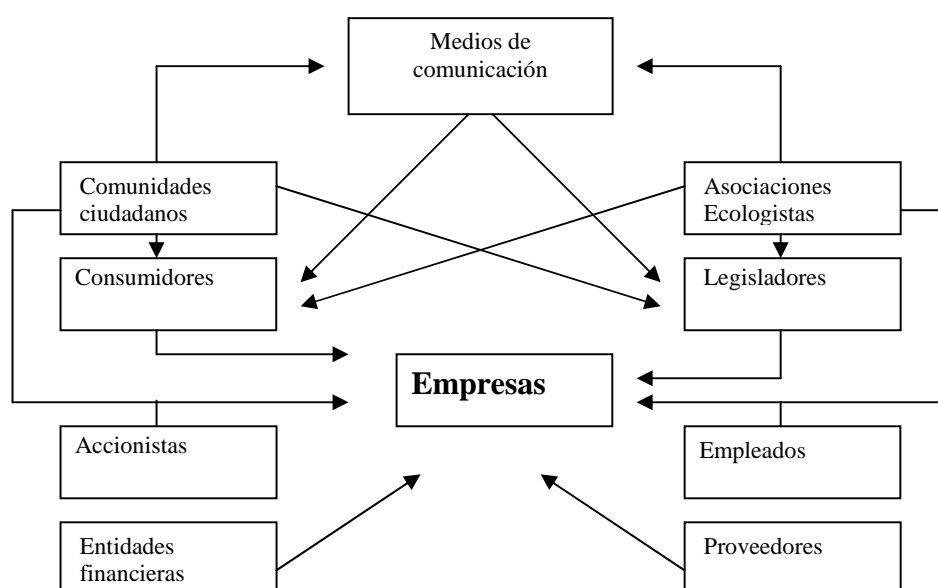 Medios de
comunicación
Comunidades
ciudadanos
Asociaciones
Ecologistas
Consumidores
Legisladores
Empresas
Accionistas
Empleados
Entidades
financieras
Proveedores